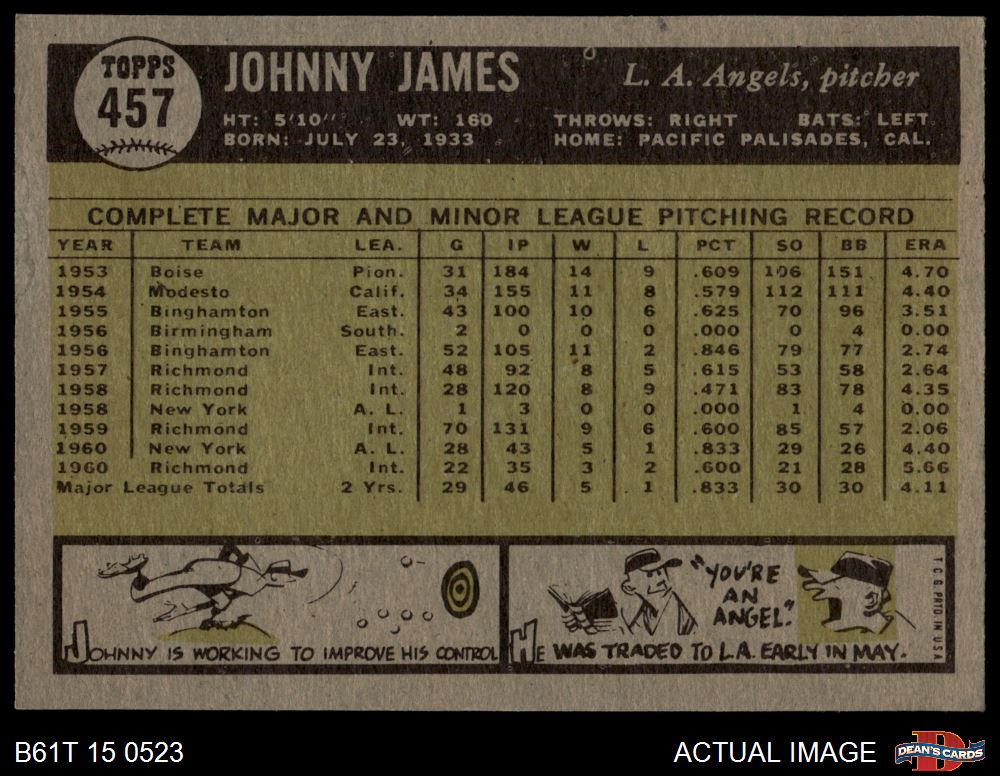 TOPPS
457
JOHNNY JAMES
L. A. Angels, pitcher
HT: 5'10" WT: 160 THROWS: RIGHT BATS: LEFT
BORN: JULY 23, 1933 HOME: PACIFIC PALISADES, CAL.
COMPLETE MAJOR AND MINOR LEAGUE PITCHING RECORD
YEAR TEAM LEA. G IP W L PCT SO BB ERA
1953 Boise Pion. 31 184 14 9 .609 106 151 4.70
1954 Modesto Calif. 34 155 11 8 .579 112 111 4.40
1955 Binghamton East. 43 100 10 6 .625 70 96 3.51
1956 Birmingham South. 2 0 0 0 .000 0 4 0.00
1956 Binghamton East. 52 105 11 2 .846 79 77 2.74
1957 Richmond Int. 48 92 8 5 .615 53 58 2.64
1958 Richmond Int. 28 120 8 9 .471 83 78 4.35
1958 New York A. L. 1 3 0 0 .000 1 4 0.00
1959 Richmond Int. 70 131 9 6 .600 85 57 2.06
1960 New York A. L. 28 43 5 1 .833 29 26 4.40
1960 Richmond Int. 22 35 3 2 .600 21 28 5.66
Major League Totals 2 Yrs. 29 46 5 1 .833 30 30 4.11
JOHNNY IS WORKING TO IMPROVE HIS CONTROL
"YOU'RE
AN
ANGEL."
HE WAS TRADED TO L.A. EARLY IN MAY.
T.C.G. PRTD. IN U.S.A.
B61T 15 0523
ACTUAL IMAGE
DEAN'S CARDS